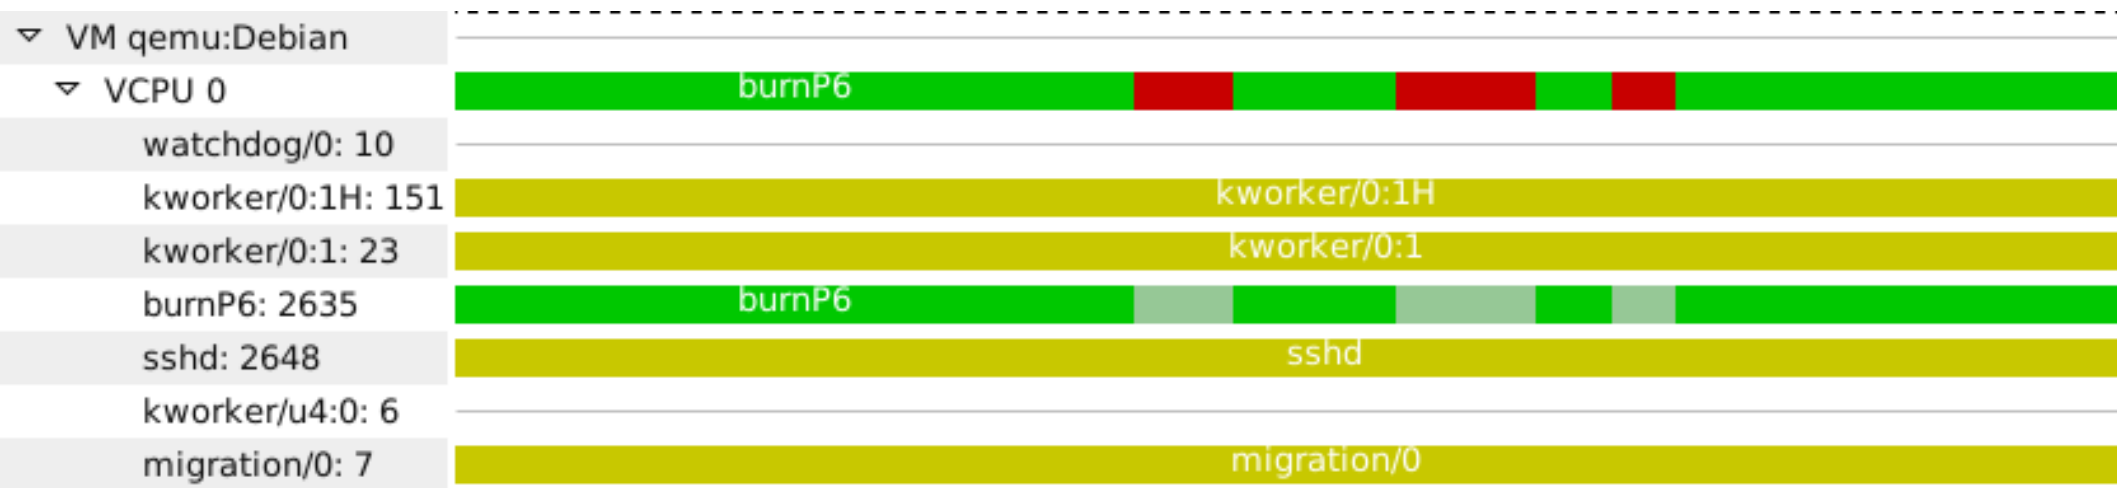 VM qemu:Debian
VCPU 0 burnP6
watchdog/0: 10
kworker/0:1H: 151 kworker/0:1H
kworker/0:1: 23 kworker/0:1
burnP6: 2635 burnP6
sshd: 2648 sshd
kworker/u4:0: 6
migration/0: 7 migration/0